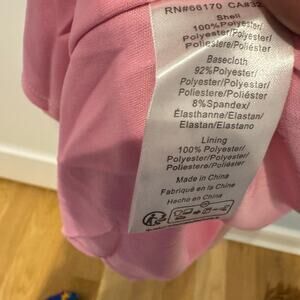 RN#66170 CA#32
Shell
100% Polyester/
Polyester/Polyester/
Poliestere/Poliéster
Basecloth
92%Polyester/
Polyester/Polyester/
Poliestere/Poliéster
8%Spandex/
Élasthanne/Elastan/
Elastan/Elastano
Lining
100% Polyester/
Polyester/Polyester/
Poliestere/Poliéster
Made in China
Fabriqué en la China
Hecho en China